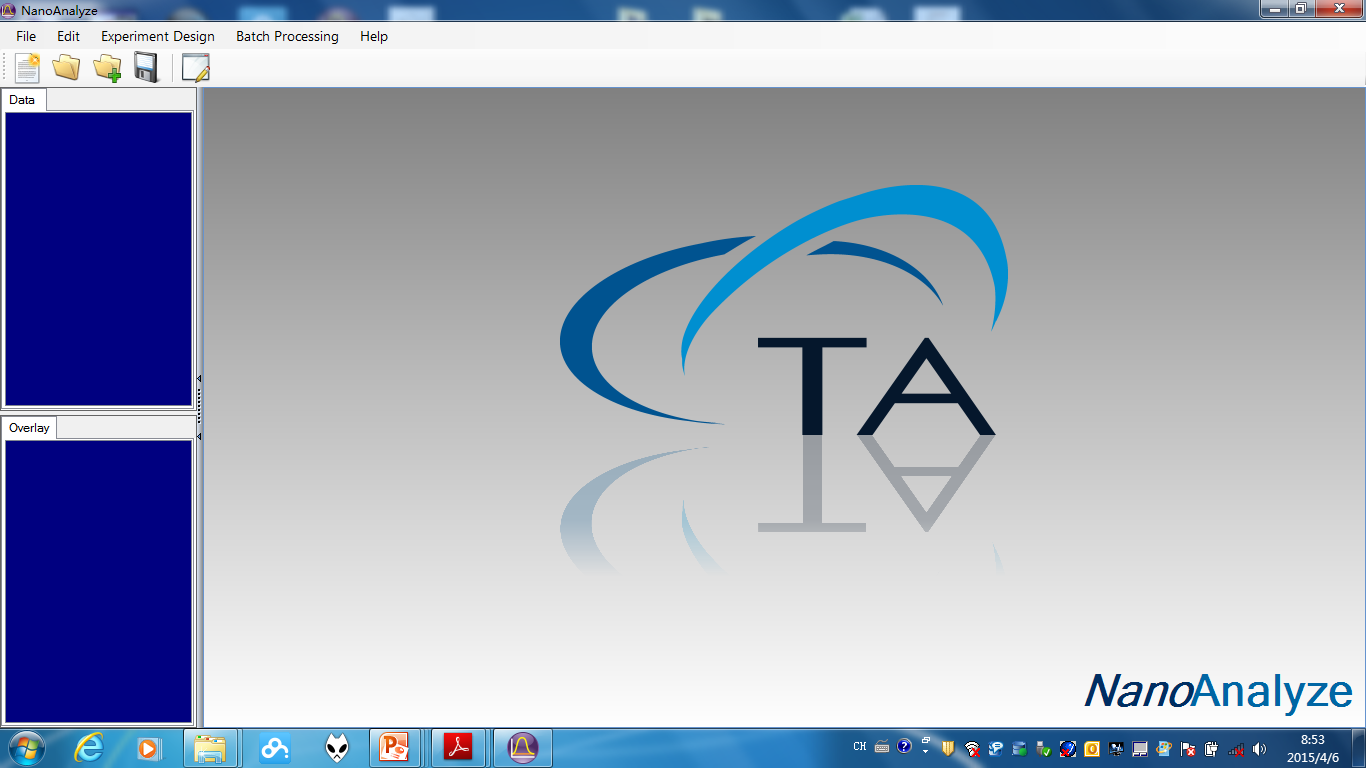 NanoAnalyze
File Edit Experiment Design Batch Processing Help
Data
Overlay
TA
NanoAnalyze
CH
8:53
2015/4/6